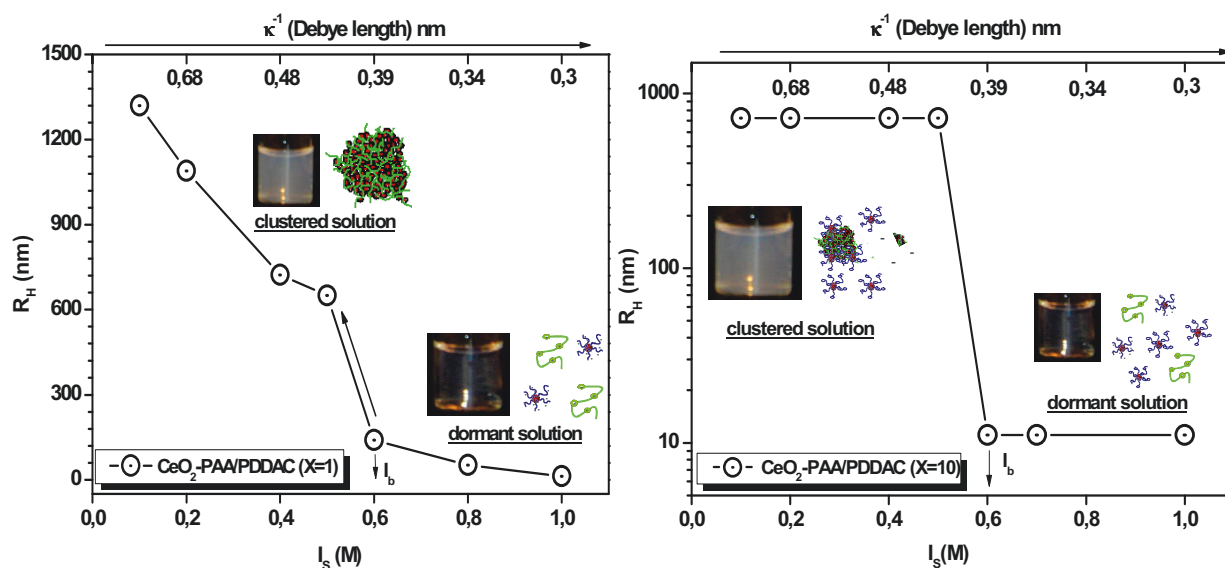 κ⁻¹ (Debye length) nm
0,68 0,48 0,39 0,34 0,3
1500
1200
900
600
300
0
R_H (nm)
clustered solution
dormant solution
I_b
CeO₂-PAA/PDDAC (X=1)
0,0 0,2 0,4 0,6 0,8 1,0
I_S (M)
κ⁻¹ (Debye length) nm
0,68 0,48 0,39 0,34 0,3
1000
100
10
R_H (nm)
clustered solution
dormant solution
I_b
CeO₂-PAA/PDDAC (X=10)
0,0 0,2 0,4 0,6 0,8 1,0
I_S(M)